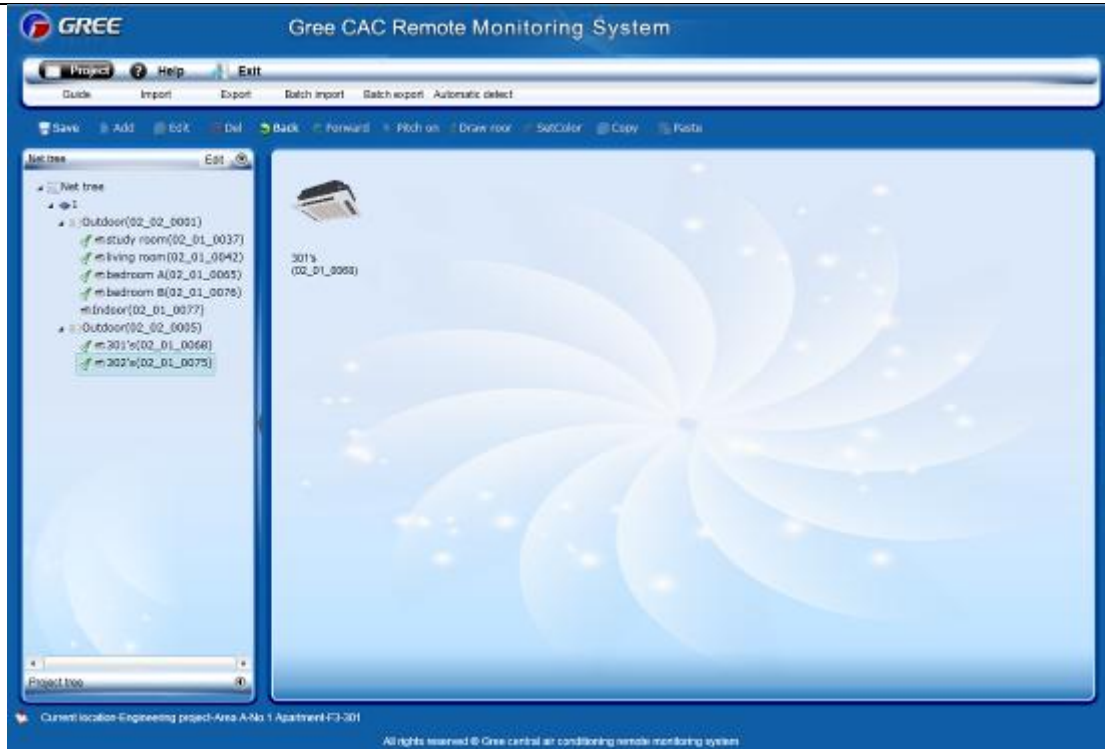 GREE Gree CAC Remote Monitoring System
Project Help Exit
Guide Import Export Batch import Batch export Automatic detect
Save Add Edit Del Back Forward Pitch on Draw roor SetColor Copy Paste
Net tree Edit
Net tree
1
Outdoor(02_02_0001)
study room(02_01_0037)
living room(02_01_0042)
bedroom A(02_01_0065)
bedroom B(02_01_0076)
Indoor(02_01_0077)
Outdoor(02_02_0005)
301's(02_01_0068)
302's(02_01_0075)
301's
(02_01_0068)
Project tree
Current location-Engineering project-Area A-No 1 Apartment-F3-301
All rights reserved © Gree central air conditioning remote monitoring system